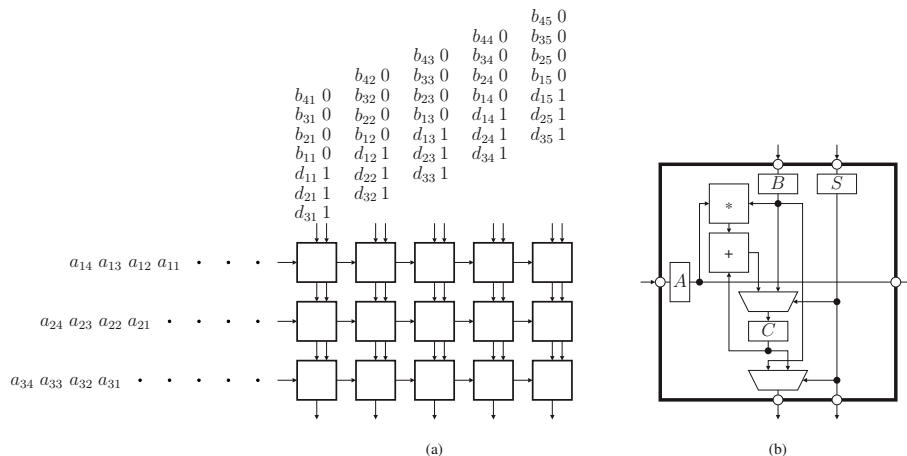 b45 0
b44 0 b35 0
b43 0 b34 0 b25 0
b42 0 b33 0 b24 0 b15 0
b41 0 b32 0 b23 0 b14 0 d15 1
b31 0 b22 0 b13 0 d14 1 d25 1
b21 0 b12 0 d13 1 d24 1 d35 1
b11 0 d12 1 d23 1 d34 1
d11 1 d22 1 d33 1
d21 1 d32 1
d31 1
a14 a13 a12 a11 · · · ·
a24 a23 a22 a21 · · · ·
a34 a33 a32 a31 · · · · ·
(a)
B S
*
+
A
C
(b)